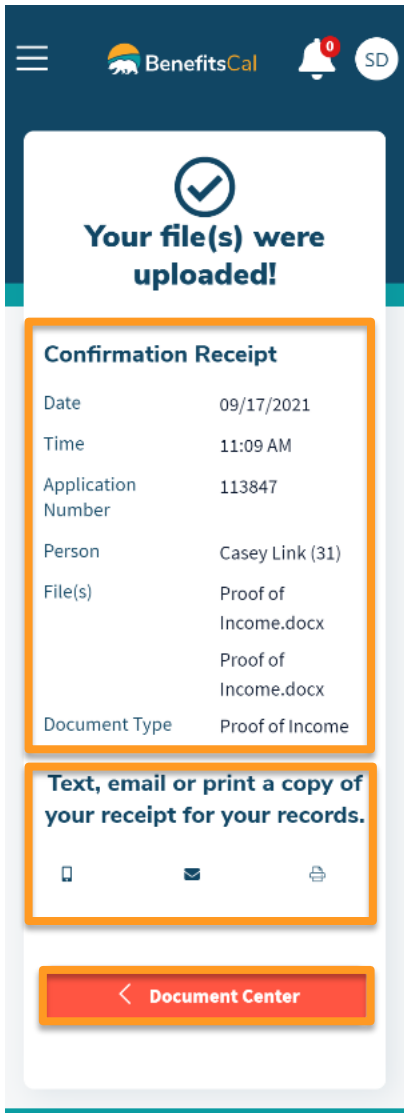 BenefitsCal
0
SD
Your file(s) were
uploaded!
Confirmation Receipt
Date 09/17/2021
Time 11:09 AM
Application 113847
Number
Person Casey Link (31)
File(s) Proof of
Income.docx
Proof of
Income.docx
Document Type Proof of Income
Text, email or print a copy of
your receipt for your records.
Document Center